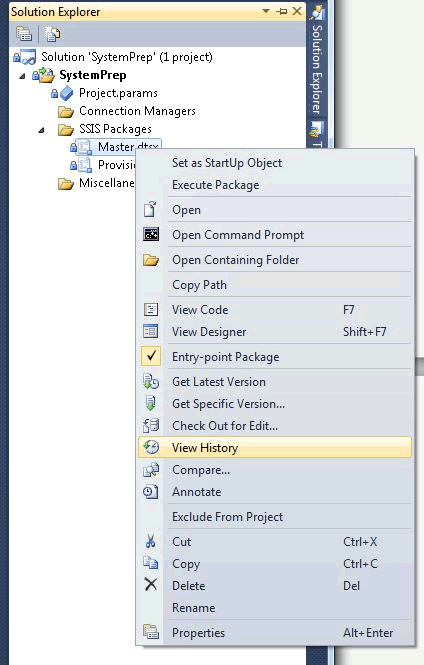 Solution Explorer
Solution 'SystemPrep' (1 project)
SystemPrep
Project.params
Connection Managers
SSIS Packages
Master.dtsx
Provisio
Miscellane
Solution Explorer
T
Set as StartUp Object
Execute Package
Open
Open Command Prompt
Open Containing Folder
Copy Path
View Code F7
View Designer Shift+F7
Entry-point Package
Get Latest Version
Get Specific Version...
Check Out for Edit...
View History
Compare...
Annotate
Exclude From Project
Cut Ctrl+X
Copy Ctrl+C
Delete Del
Rename
Properties Alt+Enter